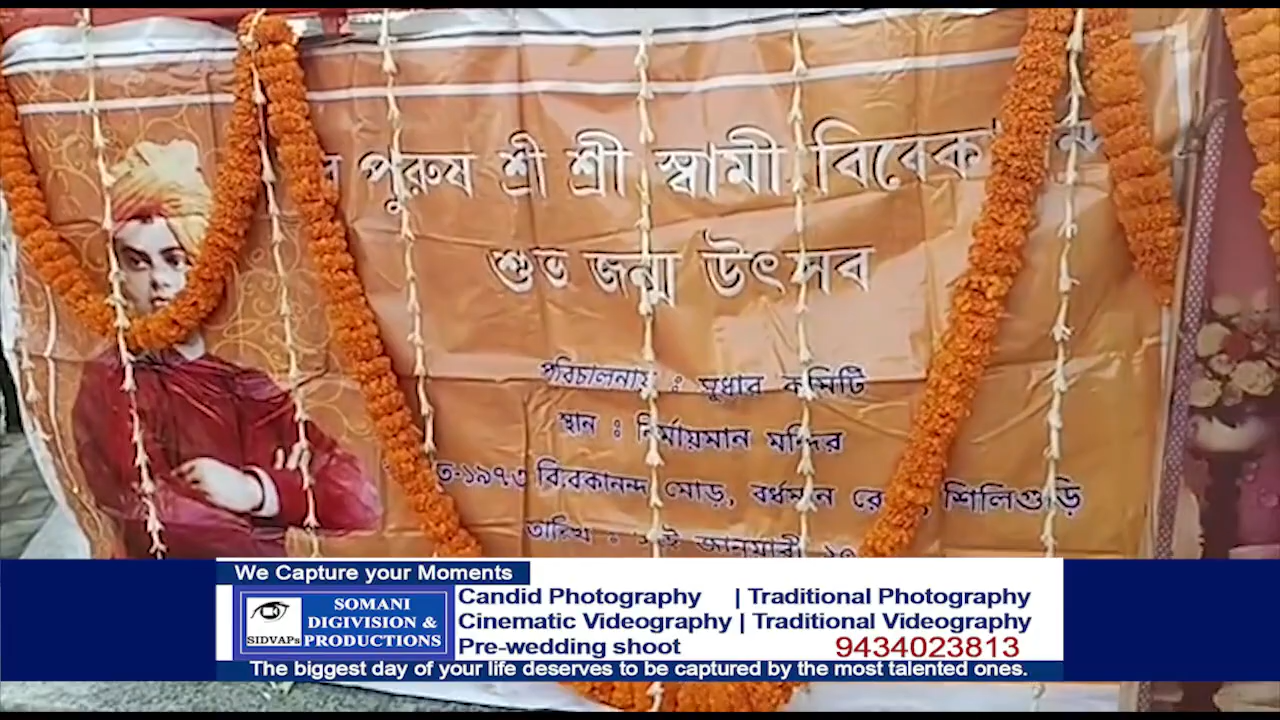 পুরুষ শ্রী শ্রী স্বামী
শুভ জন্ম উৎসব
পরিচালনায় : সুধার কমিটি
স্থান : নির্মায়মান মন্দির
ত-১৯৭৩ বিবেকানন্দ মোড়, বর্ধমান শিলিগুড়ি
তারিখ : জানুয়ারী
We Capture your Moments
SIDVAPs
SOMANI
DIGIVISION &
PRODUCTIONS
Candid Photography | Traditional Photography
Cinematic Videography | Traditional Videography
Pre-wedding shoot 9434023813
The biggest day of your life deserves to be captured by the most talented ones.